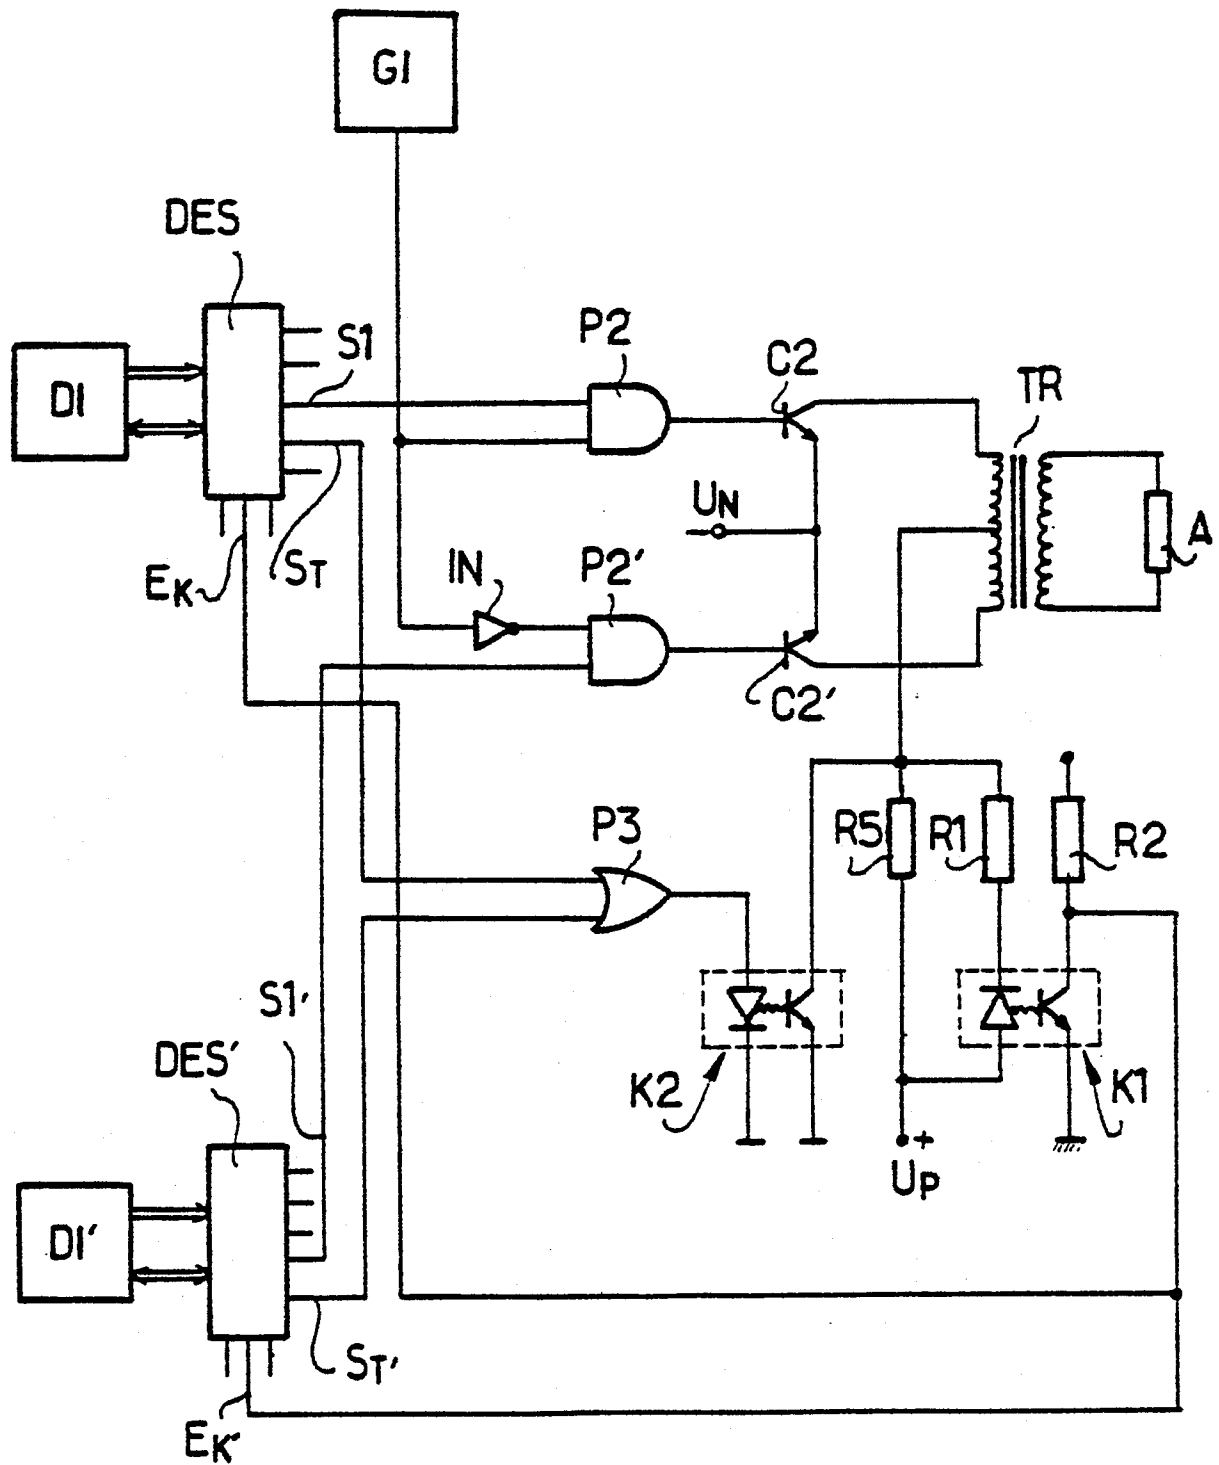 GI
DES
DI
S1
P2
C2
TR
UN
A
EK
ST
IN
P2'
C2'
P3
R5
R1
R2
S1'
DES'
K2
K1
+
UP
DI'
ST'
EK'